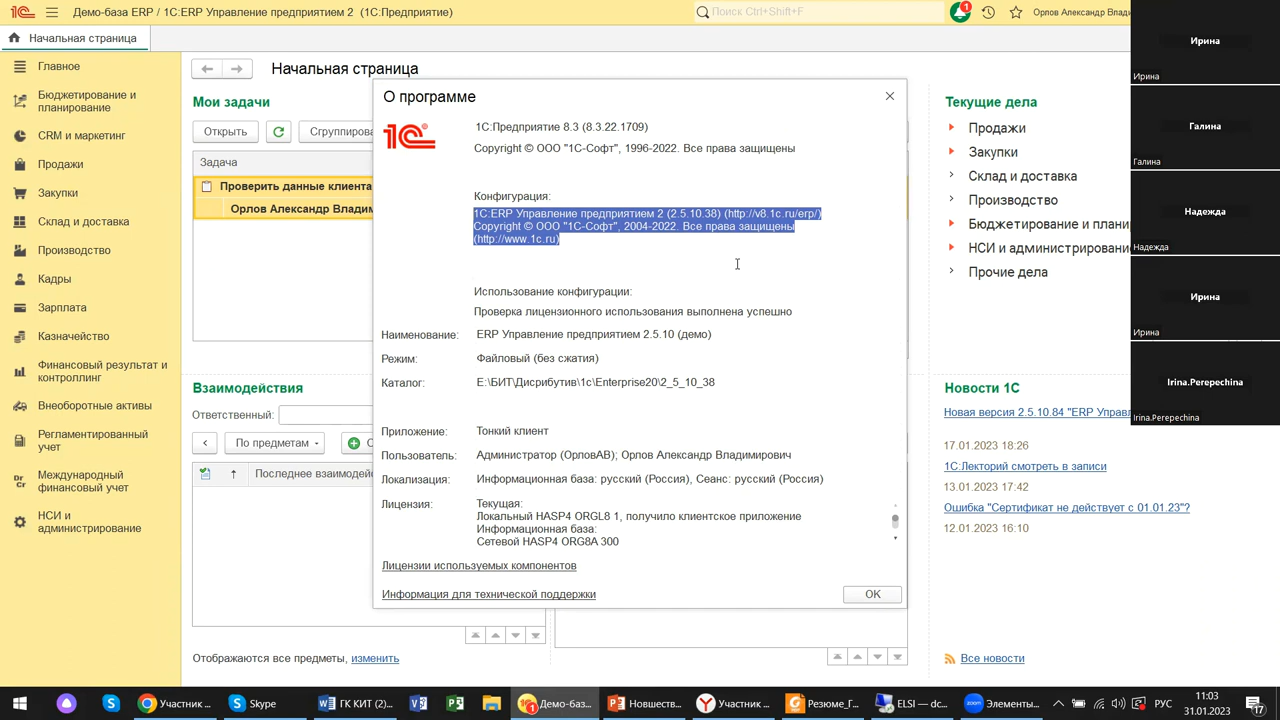 Демо-база ERP / 1С:ERP Управление предприятием 2 (1С:Предприятие)
Поиск Ctrl+Shift+F
1
Орлов Александр Влади
Начальная страница
Главное
Бюджетирование и
планирование
CRM и маркетинг
Продажи
Закупки
Склад и доставка
Производство
Кадры
Зарплата
Казначейство
Финансовый результат и
контроллинг
Внеоборотные активы
Регламентированный
учет
Международный
финансовый учет
НСИ и
администрирование
Начальная страница
Мои задачи
Открыть
Сгруппирова
Задача
Проверить данные клиента
Орлов Александр Владим
Взаимодействия
Ответственный:
По предметам
С
Последнее взаимодейс
Отображаются все предметы, изменить
О программе
1С®
1С:Предприятие 8.3 (8.3.22.1709)
Copyright © ООО "1С-Софт", 1996-2022. Все права защищены
Конфигурация:
1С:ERP Управление предприятием 2 (2.5.10.38) (http://v8.1c.ru/erp/)
Copyright © ООО "1С-Софт", 2004-2022. Все права защищены
(http://www.1c.ru)
Использование конфигурации:
Проверка лицензионного использования выполнена успешно
Наименование: ERP Управление предприятием 2.5.10 (демо)
Режим: Файловый (без сжатия)
Каталог: E:\БИТ\Дисрибутив\1c\Enterprise20\2_5_10_38
Приложение: Тонкий клиент
Пользователь: Администратор (ОрловАВ); Орлов Александр Владимирович
Локализация: Информационная база: русский (Россия), Сеанс: русский (Россия)
Лицензия: Текущая:
Локальный HASP4 ORGL8 1, получило клиентское приложение
Информационная база:
Сетевой HASP4 ORG8A 300
Лицензии используемых компонентов
Информация для технической поддержки
OK
Текущие дела
Продажи
Закупки
Склад и доставка
Производство
Бюджетирование и плани
НСИ и администрировани
Прочие дела
Новости 1С
Новая версия 2.5.10.84 "ERP Управл
17.01.2023 18:26
1С:Лекторий смотреть в записи
13.01.2023 17:42
Ошибка "Сертификат не действует с 01.01.23"?
12.01.2023 16:10
Все новости
Ирина
Ирина
Галина
Галина
Надежда
Надежда
Ирина
Ирина
Irina.Perepechina
Irina.Perepechina
Участник ...
Skype
ГК КИТ (2)...
Демо-баз...
Новшеств...
Участник ...
Резюме_Г...
ELSI — dc...
Элементы...
РУС
11:03
31.01.2023
17